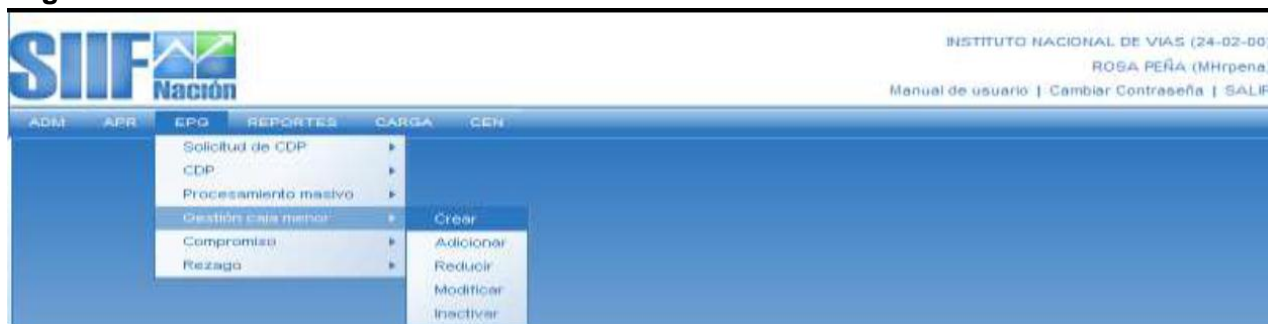 SIIF
Nación
INSTITUTO NACIONAL DE VIAS (24-02-00)
ROSA PEÑA (MHrpena)
Manual de usuario | Cambiar Contraseña | SALIR
ADM APR EPG REPORTES CARGA CEN
Solicitud de CDP
CDP
Procesamiento masivo
Gestión caja menor Crear
Compromiso Adicionar
Rezago Reducir
Modificar
Inactivar